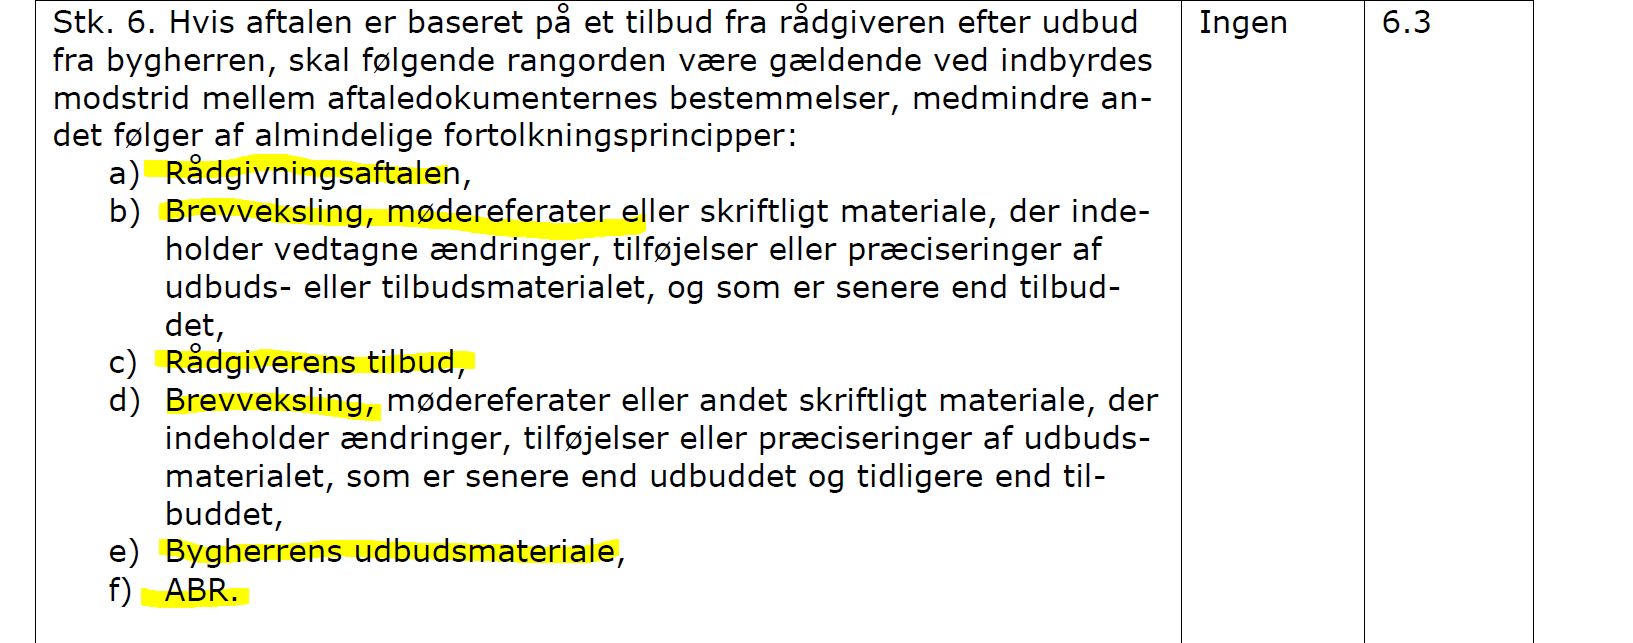 Stk. 6. Hvis aftalen er baseret på et tilbud fra rådgiveren efter udbud
fra bygherren, skal følgende rangorden være gældende ved indbyrdes
modstrid mellem aftaledokumenternes bestemmelser, medmindre an-
det følger af almindelige fortolkningsprincipper:
a) Rådgivningsaftalen,
b) Brevveksling, mødereferater eller skriftligt materiale, der inde-
holder vedtagne ændringer, tilføjelser eller præciseringer af
udbuds- eller tilbudsmaterialet, og som er senere end tilbud-
det,
c) Rådgiverens tilbud,
d) Brevveksling, mødereferater eller andet skriftligt materiale, der
indeholder ændringer, tilføjelser eller præciseringer af udbuds-
materialet, som er senere end udbuddet og tidligere end til-
buddet,
e) Bygherrens udbudsmateriale,
f) ABR.
Ingen
6.3